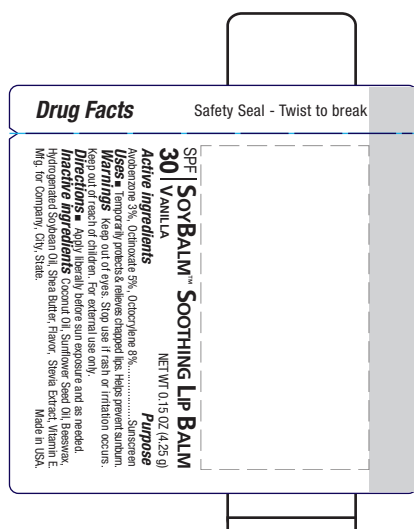 Drug Facts
Safety Seal - Twist to break
SPF 30 SOYBALM™ SOOTHING LIP BALM
VANILLA NET WT 0.15 OZ (4.25 g)
Active ingredients Purpose
Avobenzone 3%, Octinoxate 5%, Octocrylene 8%................Sunscreen
Uses ■ Temporarily protects & relieves chapped lips. Helps prevent sunburn.
Warnings Keep out of eyes. Stop use if rash or irritation occurs.
Keep out of reach of children. For external use only.
Directions ■ Apply liberally before sun exposure and as needed.
Inactive ingredients Coconut Oil, Sunflower Seed Oil, Beeswax,
Hydrogenated Soybean Oil, Shea Butter, Flavor, Stevia Extract, Vitamin E.
Mfg. for Company, City, State. Made in USA.